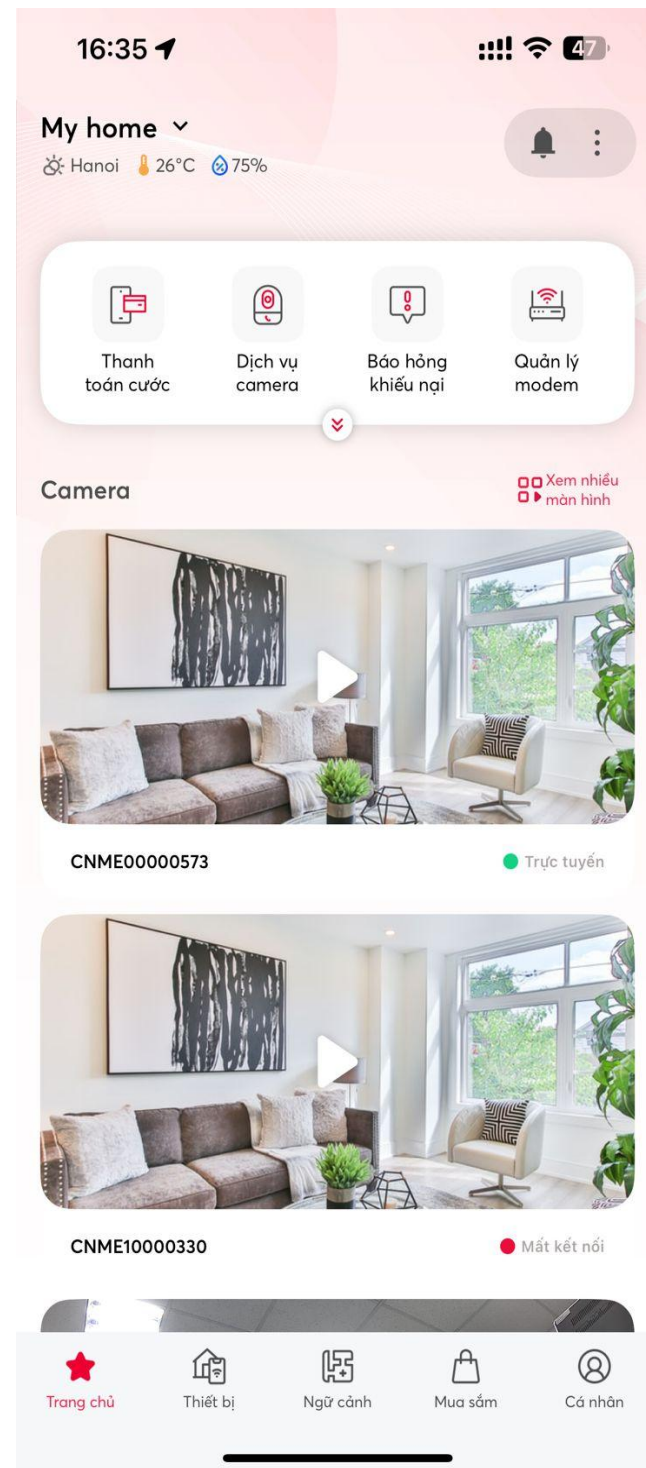 16:35
47
My home
Hanoi 26°C 75%
Thanh toán cước
Dịch vụ camera
Báo hỏng khiếu nại
Quản lý modem
Camera
Xem nhiều màn hình
CNME00000573
Trực tuyến
CNME10000330
Mất kết nối
Trang chủ
Thiết bị
Ngữ cảnh
Mua sắm
Cá nhân